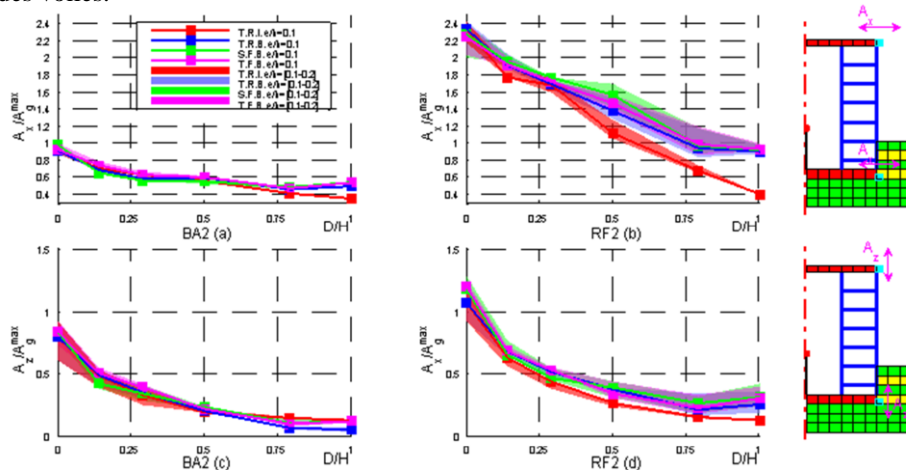 des voiles.
A_x/A_g^max
2.4
2.2
2
1.8
1.6
1.4
1.2
1
0.8
0.6
0.4
T.R.I.e/l=0.1
T.R.B.e/l=0.1
S.F.B.e/l=0.1
T.F.B.e/l=0.1
T.R.I.e/l=[0.1-0.2]
T.R.B.e/l=[0.1-0.2]
S.F.B.e/l=[0.1-0.2]
T.F.B.e/l=[0.1-0.2]
0 0.25 0.5 0.75 1
BA2 (a) D/H
A_x/A_g^max
2.4
2.2
2
1.8
1.6
1.4
1.2
1
0.8
0.6
0.4
0 0.25 0.5 0.75 1
RF2 (b) D/H
A_x
A_z/A_g^max
1.5
1
0.5
0
0 0.25 0.5 0.75 1
BA2 (c) D/H
A_x/A_g^max
1.5
1
0.5
0
0 0.25 0.5 0.75 1
RF2 (d) D/H
A_z